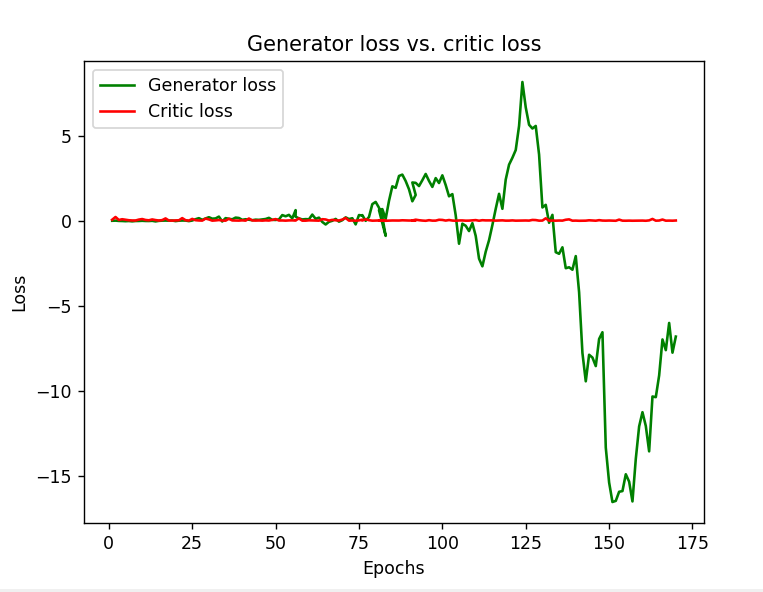 Generator loss vs. critic loss
Generator loss
Critic loss
5
0
−5
−10
−15
Loss
0 25 50 75 100 125 150 175
Epochs